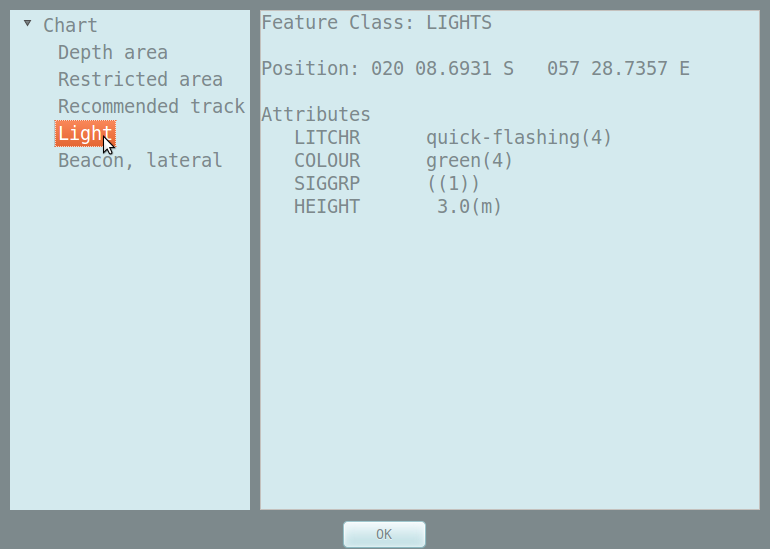 Chart
Depth area
Restricted area
Recommended track
Light
Beacon, lateral
Feature Class: LIGHTS
Position: 020 08.6931 S   057 28.7357 E
Attributes
LITCHR      quick-flashing(4)
COLOUR      green(4)
SIGGRP      ((1))
HEIGHT       3.0(m)
OK